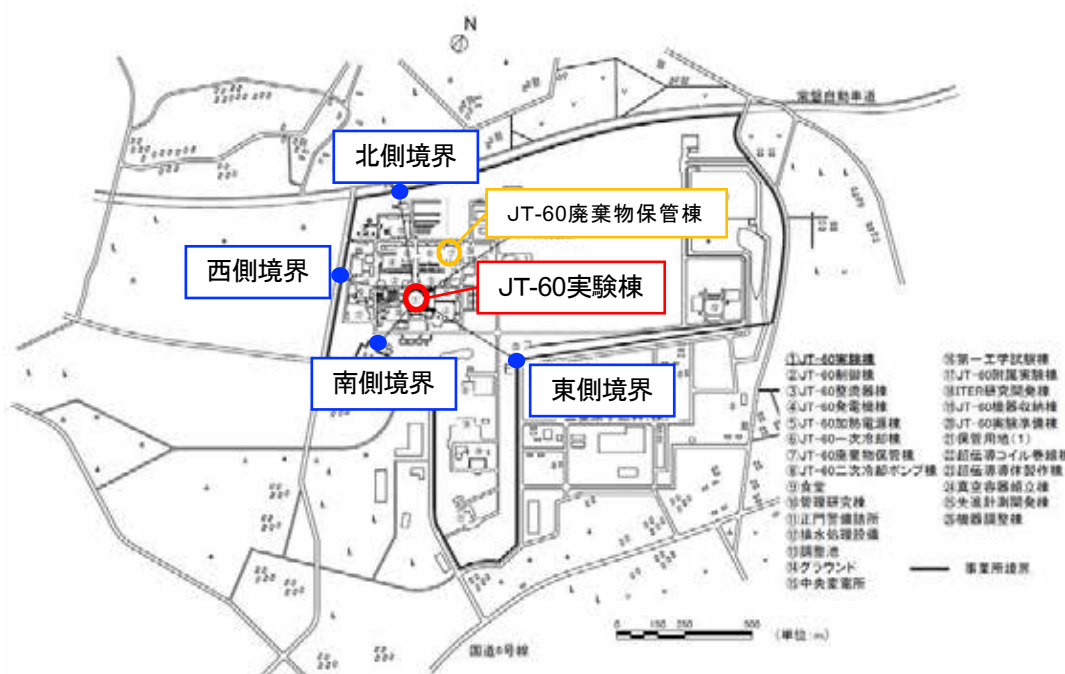 N
常磐自動車道
北側境界
JT-60廃棄物保管棟
西側境界
JT-60実験棟
南側境界
東側境界
①JT-60実験棟
②JT-60制御棟
③JT-60整流器棟
④JT-60発電機棟
⑤JT-60加熱電源棟
⑥JT-60一次冷却棟
⑦JT-60廃棄物保管棟
⑧JT-60二次冷却ポンプ棟
⑨食堂
⑩管理研究棟
⑪正門警備詰所
⑫排水処理設備
⑬調整池
⑭グラウンド
⑮中央変電所
⑯第一工学試験棟
⑰JT-60附属実験棟
⑱ITER研究開発棟
⑲JT-60機器収納棟
⑳JT-60実験準備棟
㉑保管用地(1)
㉒超伝導コイル巻線棟
㉓超伝導導体製作棟
㉔真空容器組立棟
㉕先進計測開発棟
㉖機器調整棟
事業所境界
0 150 250 500
(単位:m)
国道6号線